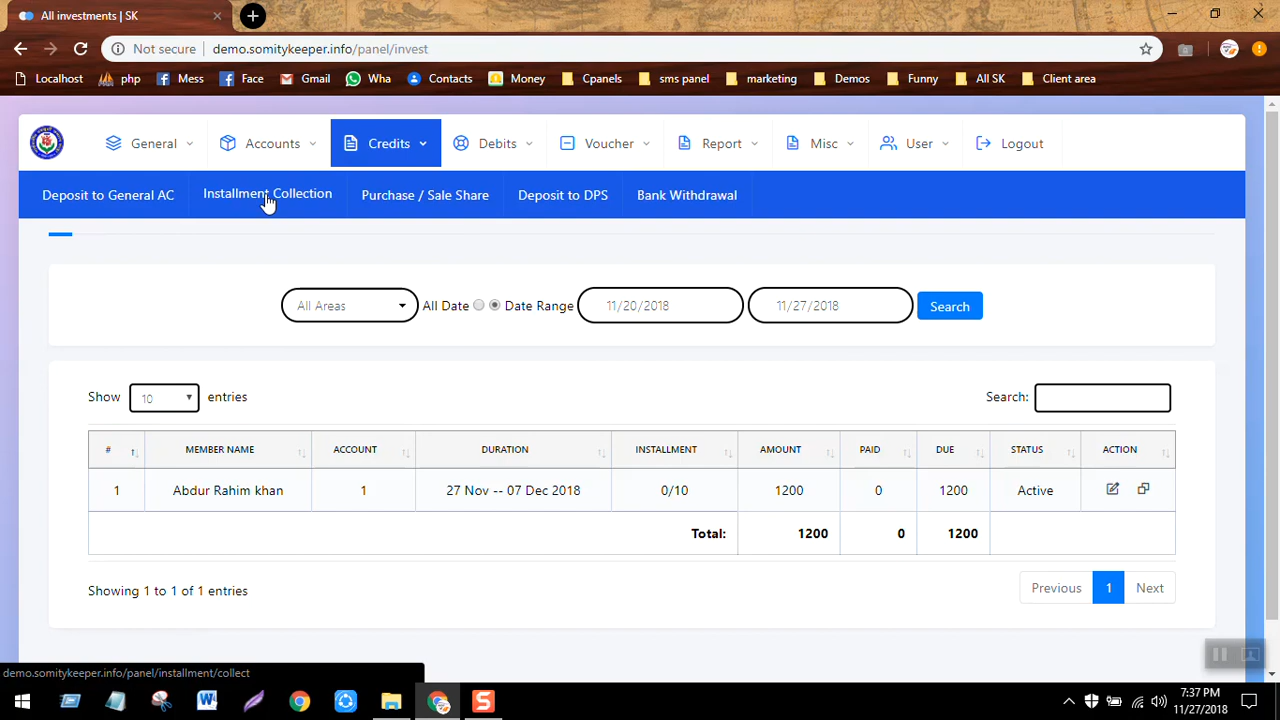 All investments | SK
Not secure | demo.somitykeeper.info/panel/invest
Localhost php Mess Face Gmail Wha Contacts Money Cpanels sms panel marketing Demos Funny All SK Client area
General Accounts Credits Debits Voucher Report Misc User Logout
Deposit to General AC Installment Collection Purchase / Sale Share Deposit to DPS Bank Withdrawal
All Areas All Date Date Range 11/20/2018 11/27/2018 Search
Show 10 entries Search:
# MEMBER NAME ACCOUNT DURATION INSTALLMENT AMOUNT PAID DUE STATUS ACTION
1 Abdur Rahim khan 1 27 Nov -- 07 Dec 2018 0/10 1200 0 1200 Active
Total: 1200 0 1200
Showing 1 to 1 of 1 entries Previous 1 Next
demo.somitykeeper.info/panel/installment/collect
7:37 PM
11/27/2018